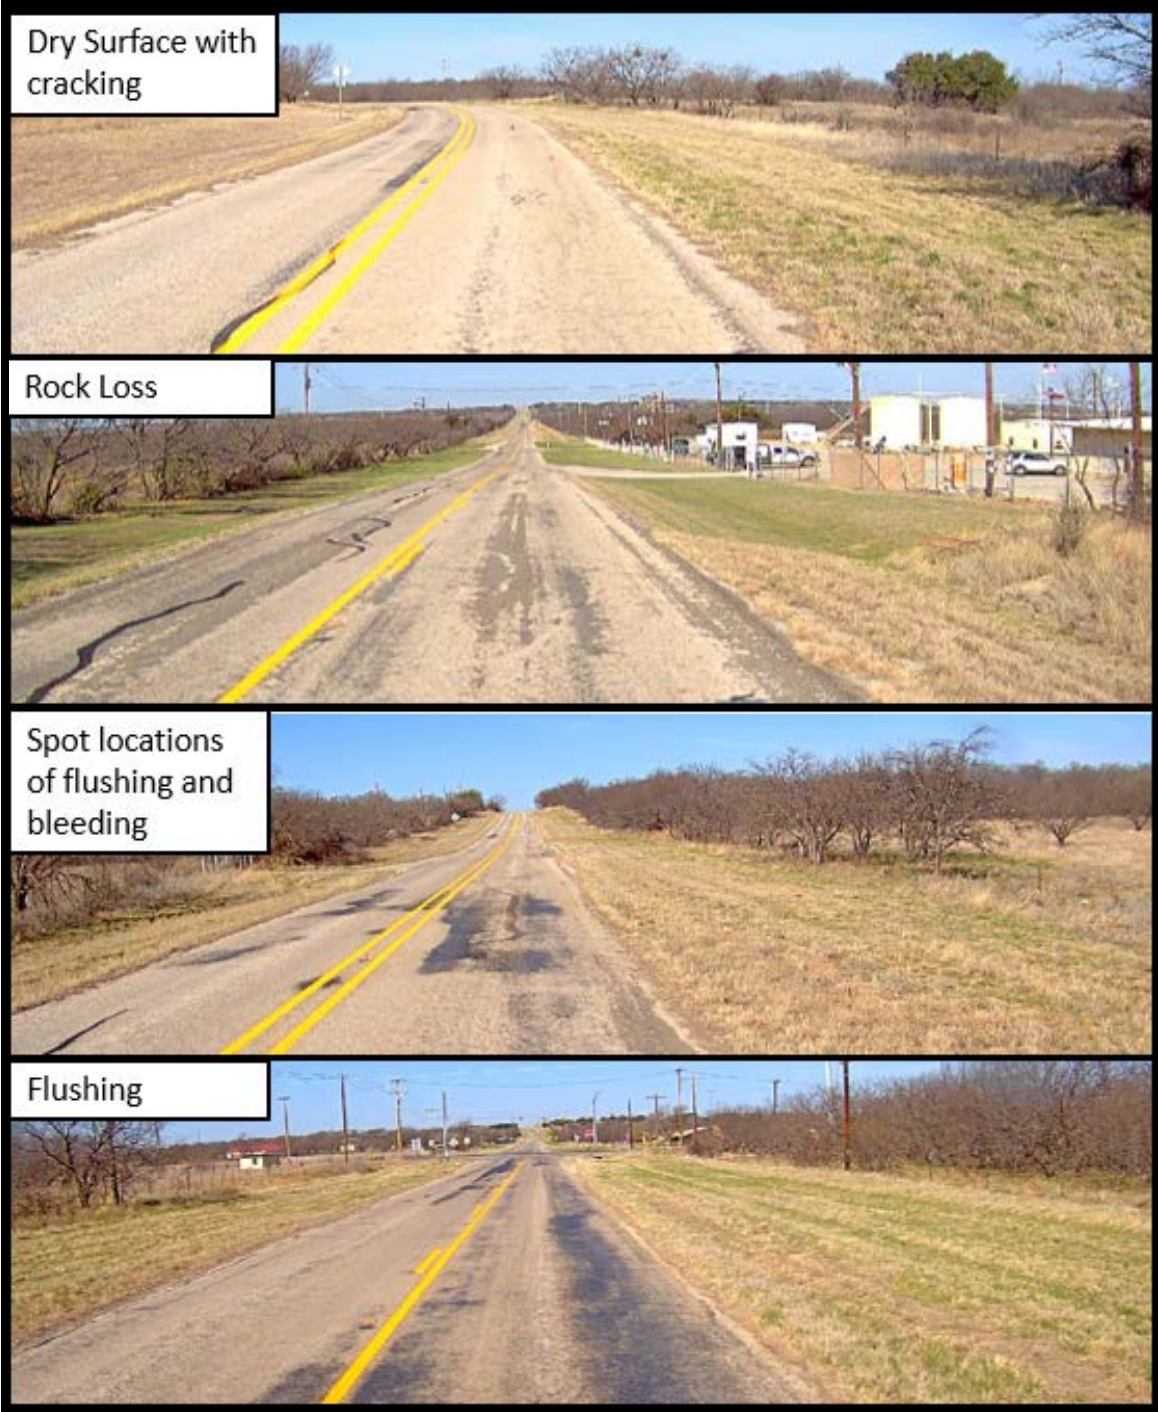 Dry Surface with
cracking
Rock Loss
Spot locations
of flushing and
bleeding
Flushing